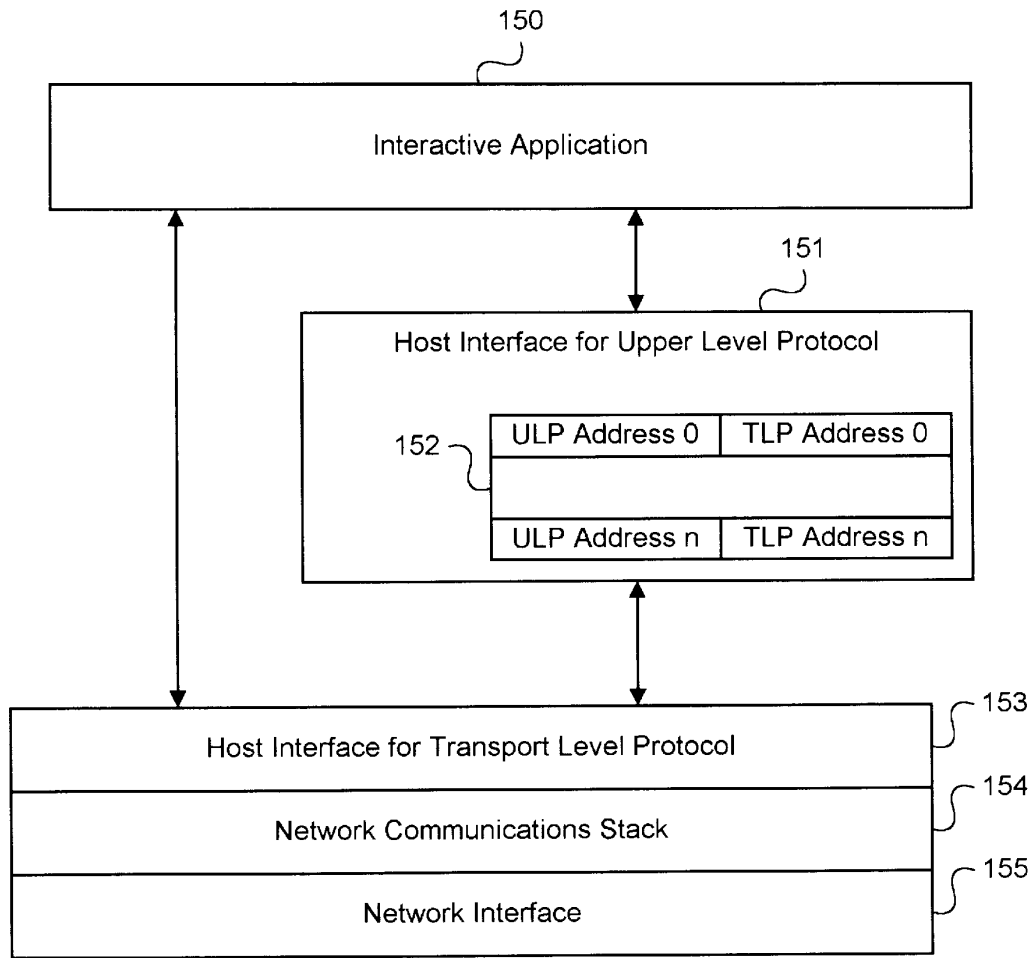 150
Interactive Application
151
Host Interface for Upper Level Protocol
152
ULP Address 0 TLP Address 0
ULP Address n TLP Address n
153
Host Interface for Transport Level Protocol
154
Network Communications Stack
155
Network Interface